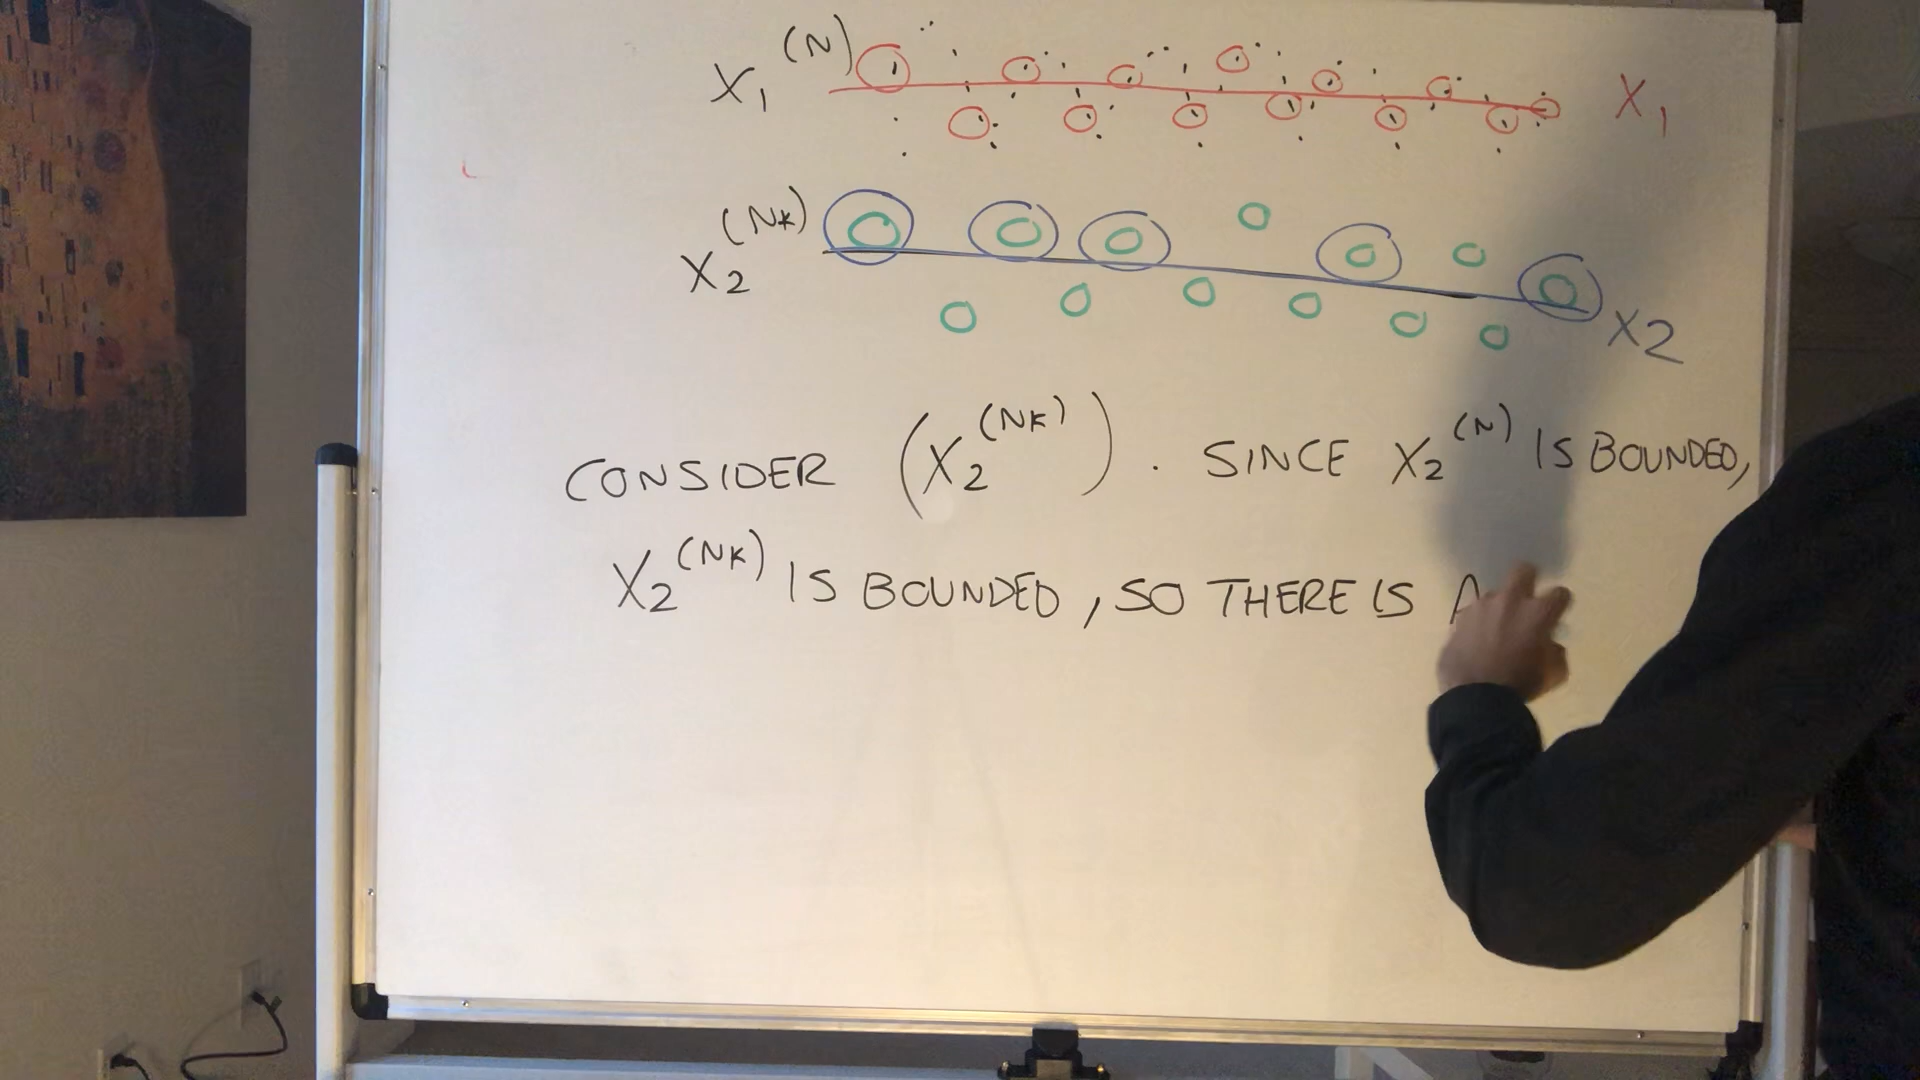 X₁⁽ᴺ⁾ X₁
X₂⁽ᴺᴷ⁾ X2
CONSIDER (X₂⁽ᴺᴷ⁾). SINCE X₂⁽ᴺ⁾ IS BOUNDED,
X₂⁽ᴺᴷ⁾ IS BOUNDED, SO THERE IS A